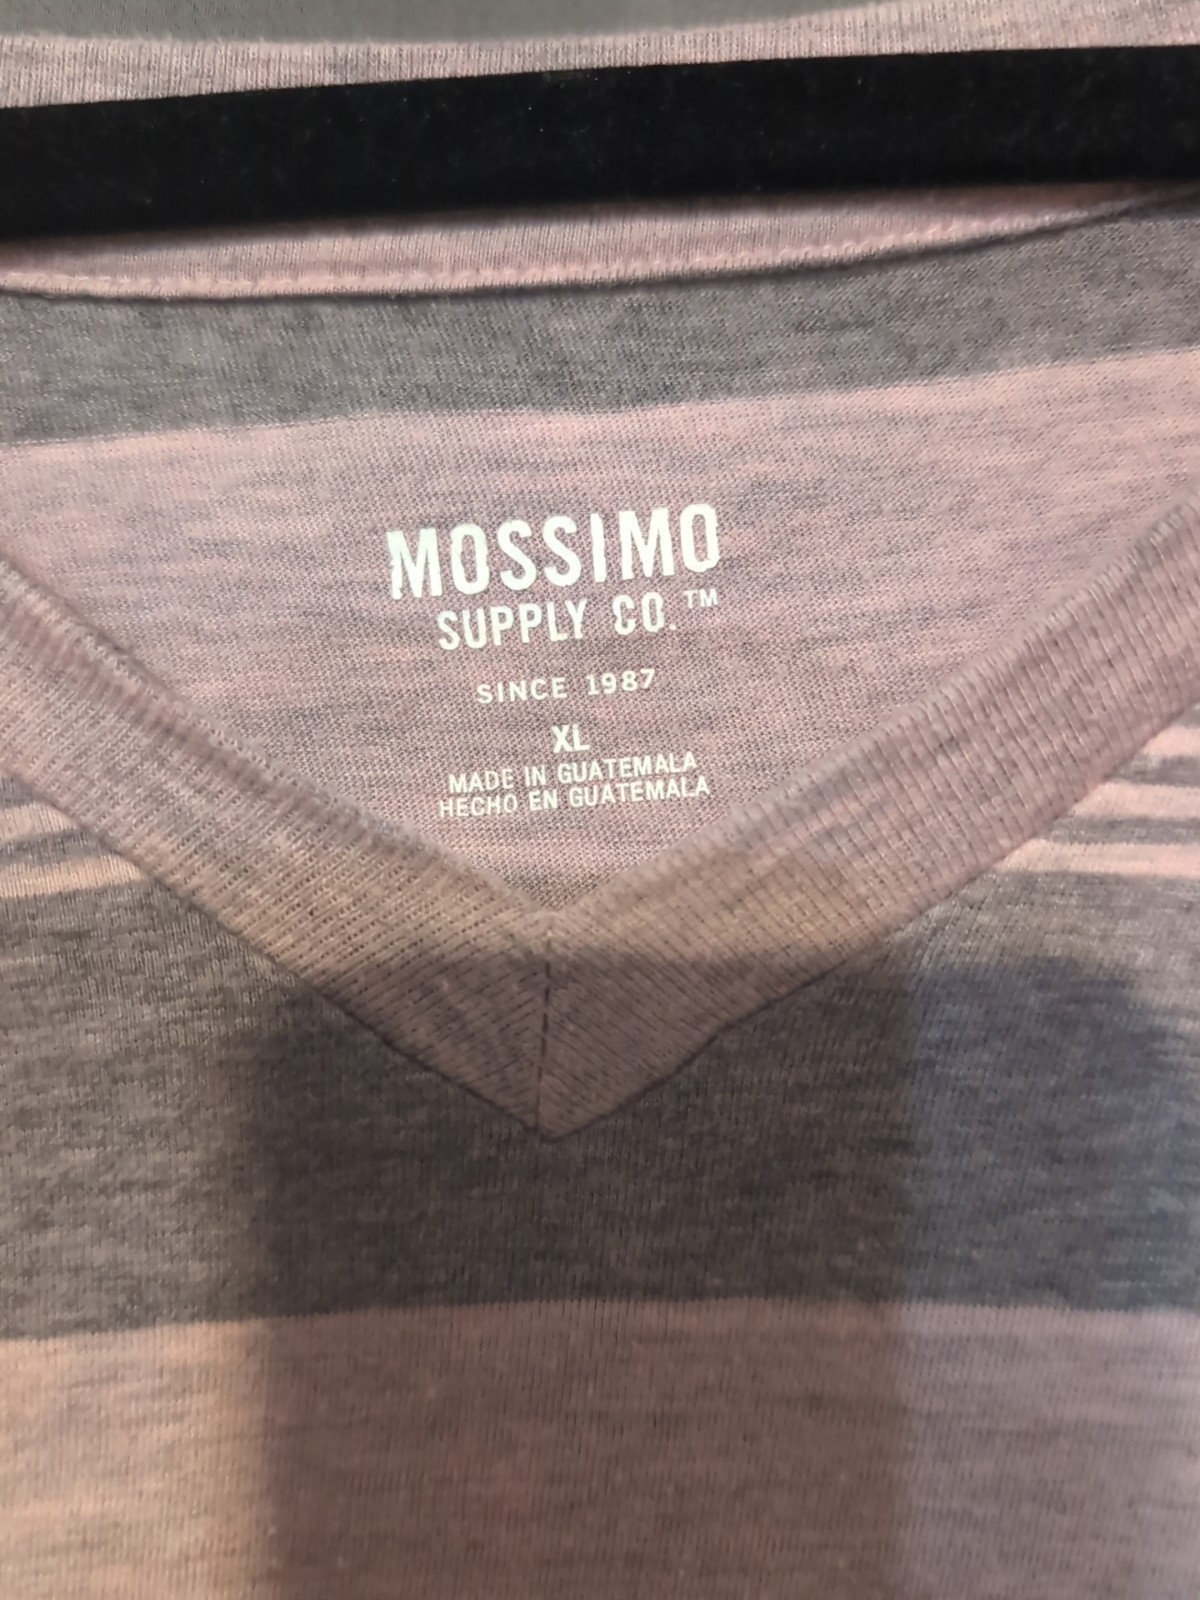 MOSSIMO
SUPPLY CO.™
SINCE 1987
XL
MADE IN GUATEMALA
HECHO EN GUATEMALA